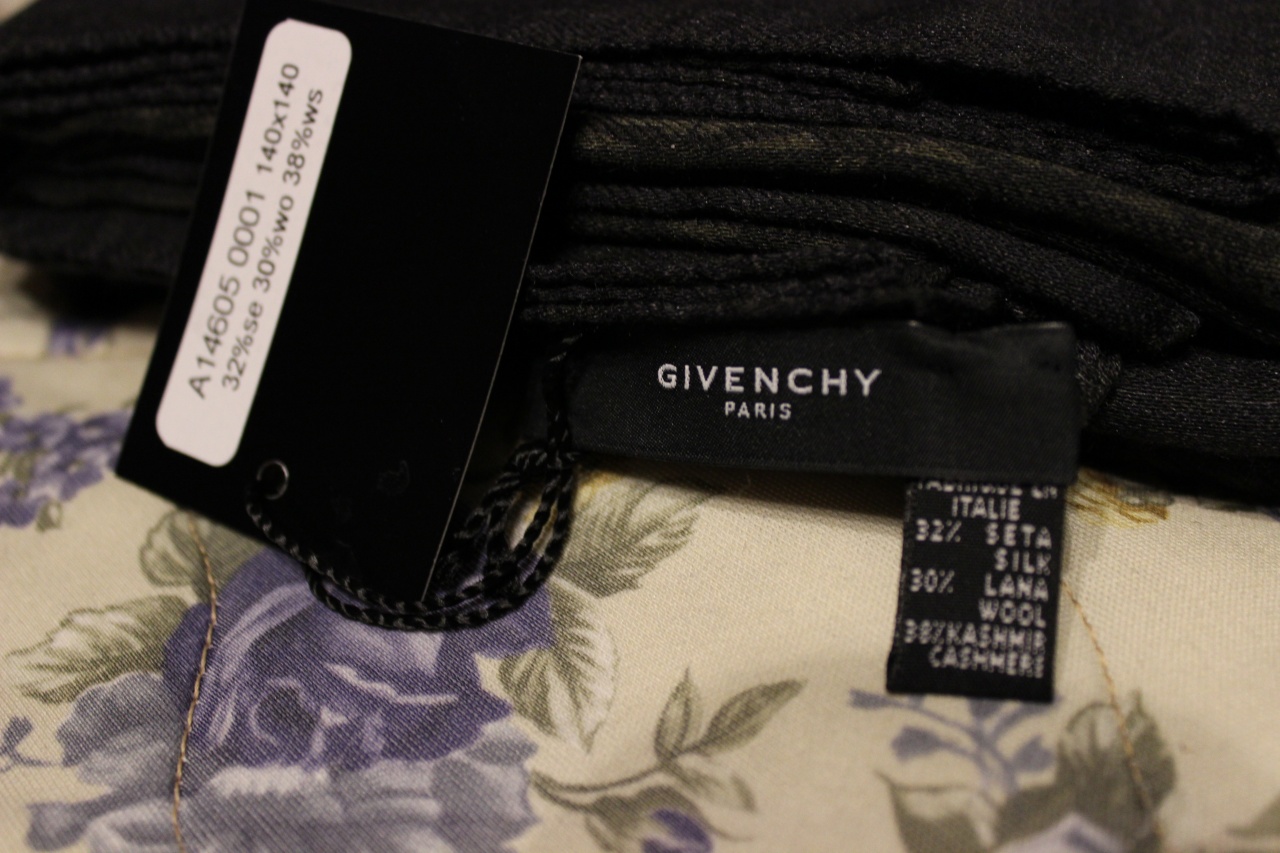 A14605 0001 140x140
32%se 30%wo 38%ws
GIVENCHY
PARIS
ITALIE
32% SETA
SILK
30% LANA
WOOL
38%KASHMIR
CASHMERE